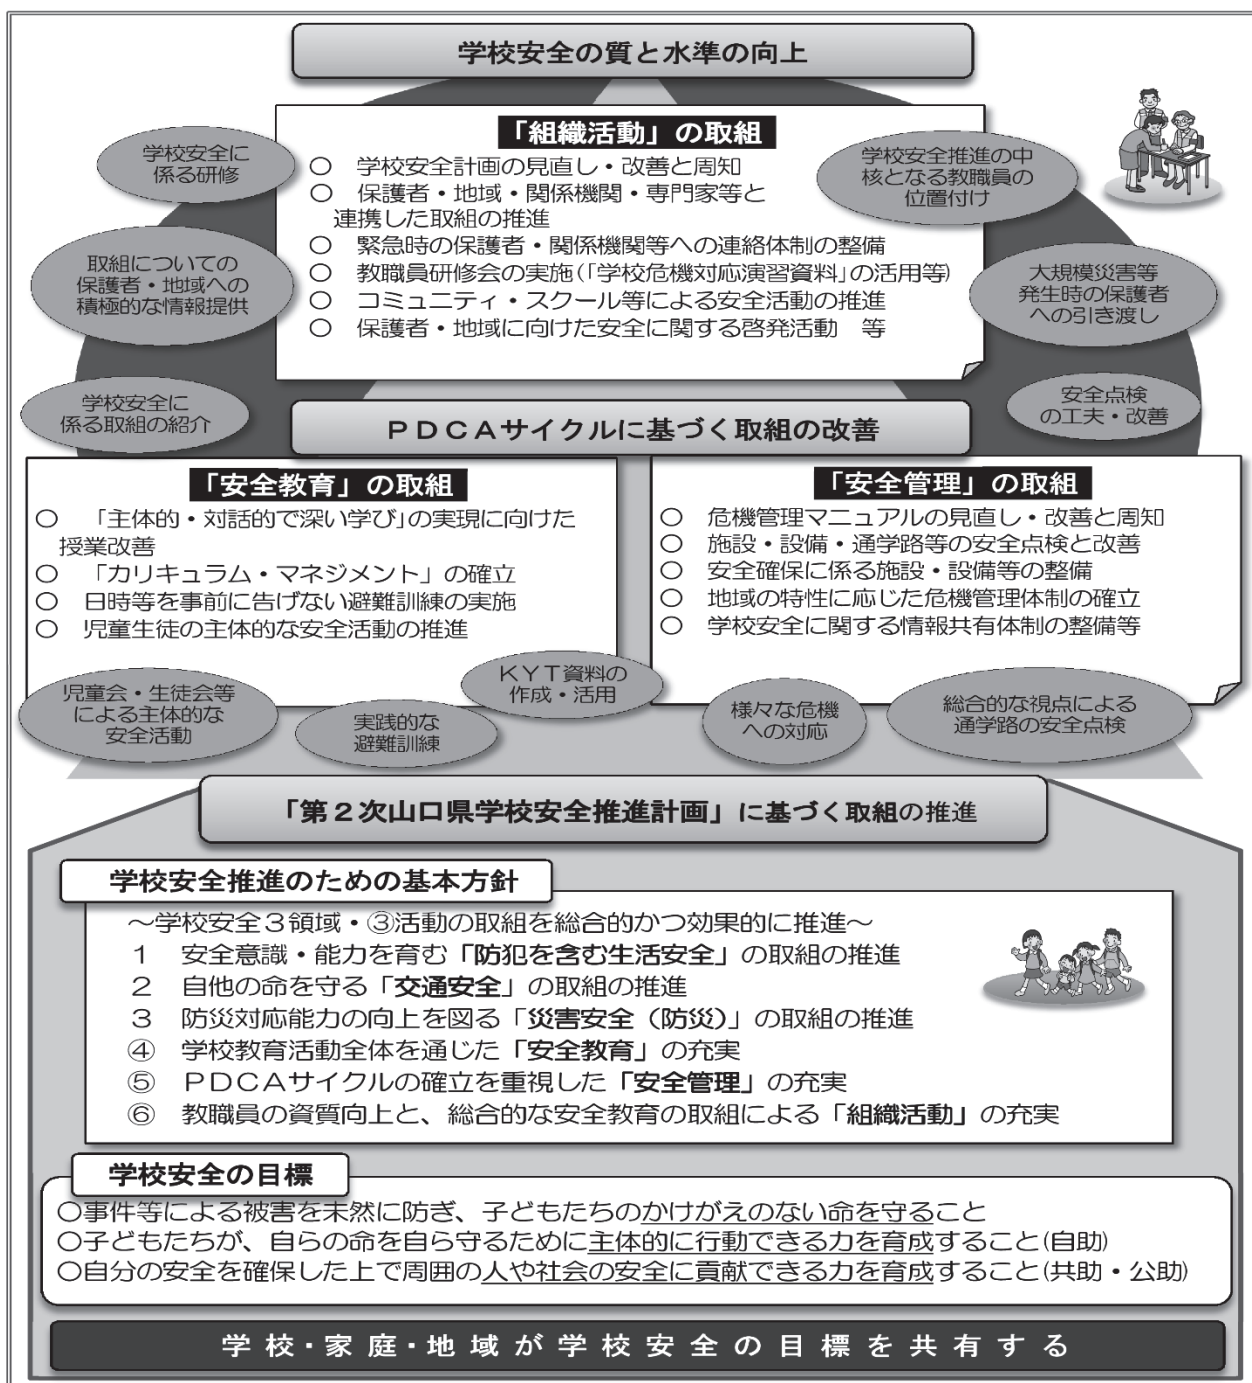 学校安全の質と水準の向上
「組織活動」の取組
○　学校安全計画の見直し・改善と周知
○　保護者・地域・関係機関・専門家等と
連携した取組の推進
○　緊急時の保護者・関係機関等への連絡体制の整備
○　教職員研修会の実施(「学校危機対応演習資料」の活用等)
○　コミュニティ・スクール等による安全活動の推進
○　保護者・地域に向けた安全に関する啓発活動　等
学校安全に
係る研修
取組についての
保護者・地域への
積極的な情報提供
学校安全に
係る取組の紹介
学校安全推進の中
核となる教職員の
位置付け
大規模災害等
発生時の保護者
への引き渡し
安全点検
の工夫・改善
ＰＤＣＡサイクルに基づく取組の改善
「安全教育」の取組
○　「主体的・対話的で深い学び」の実現に向けた
授業改善
○　「カリキュラム・マネジメント」の確立
○　日時等を事前に告げない避難訓練の実施
○　児童生徒の主体的な安全活動の推進
「安全管理」の取組
○　危機管理マニュアルの見直し・改善と周知
○　施設・設備・通学路等の安全点検と改善
○　安全確保に係る施設・設備等の整備
○　地域の特性に応じた危機管理体制の確立
○　学校安全に関する情報共有体制の整備等
児童会・生徒会等
による主体的な
安全活動
実践的な
避難訓練
ＫＹＴ資料の
作成・活用
様々な危機
への対応
総合的な視点による
通学路の安全点検
「第２次山口県学校安全推進計画」に基づく取組の推進
学校安全推進のための基本方針
～学校安全３領域・③活動の取組を総合的かつ効果的に推進～
１　安全意識・能力を育む「防犯を含む生活安全」の取組の推進
２　自他の命を守る「交通安全」の取組の推進
３　防災対応能力の向上を図る「災害安全（防災）」の取組の推進
④　学校教育活動全体を通じた「安全教育」の充実
⑤　ＰＤＣＡサイクルの確立を重視した「安全管理」の充実
⑥　教職員の資質向上と、総合的な安全教育の取組による「組織活動」の充実
学校安全の目標
○事件等による被害を未然に防ぎ、子どもたちのかけがえのない命を守ること
○子どもたちが、自らの命を自ら守るために主体的に行動できる力を育成すること(自助)
○自分の安全を確保した上で周囲の人や社会の安全に貢献できる力を育成すること(共助・公助)
学校・家庭・地域が学校安全の目標を共有する